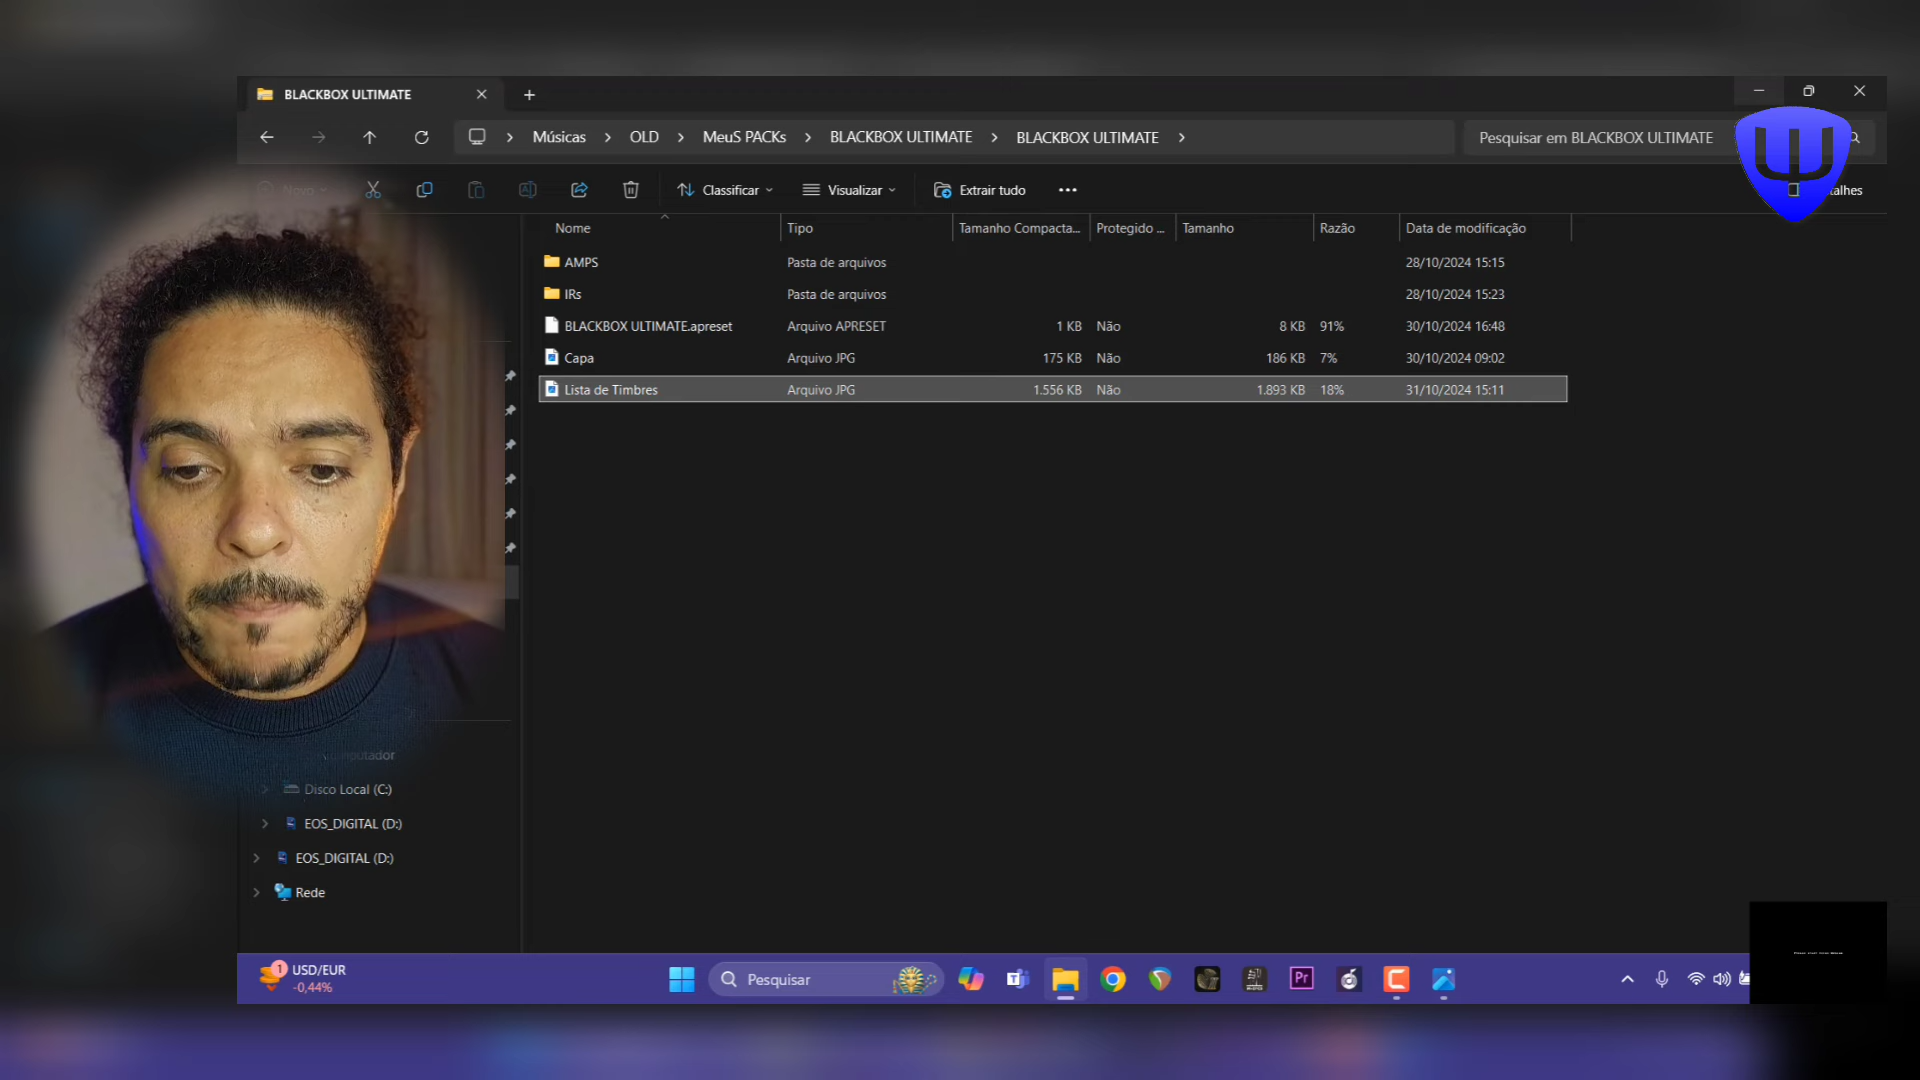 BLACKBOX ULTIMATE
Músicas
OLD
MeuS PACKs
BLACKBOX ULTIMATE
BLACKBOX ULTIMATE
Pesquisar em BLACKBOX ULTIMATE
Novo
Classificar
Visualizar
Extrair tudo
alhes
Nome
Tipo
Tamanho Compacta...
Protegido ...
Tamanho
Razão
Data de modificação
AMPS
Pasta de arquivos
28/10/2024 15:15
IRs
Pasta de arquivos
28/10/2024 15:23
BLACKBOX ULTIMATE.apreset
Arquivo APRESET
1 KB
Não
8 KB
91%
30/10/2024 16:48
Capa
Arquivo JPG
175 KB
Não
186 KB
7%
30/10/2024 09:02
Lista de Timbres
Arquivo JPG
1.556 KB
Não
1.893 KB
18%
31/10/2024 15:11
mputador
Disco Local (C:)
EOS_DIGITAL (D:)
EOS_DIGITAL (D:)
Rede
1
USD/EUR
-0,44%
Pesquisar
Pr